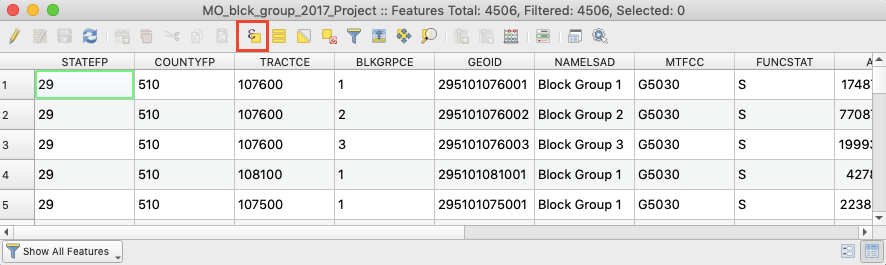 MO_blck_group_2017_Project :: Features Total: 4506, Filtered: 4506, Selected: 0
STATEFP COUNTYFP TRACTCE BLKGRPCE GEOID NAMELSAD MTFCC FUNCSTAT A
1 29 510 107600 1 295101076001 Block Group 1 G5030 S 17487
2 29 510 107600 2 295101076002 Block Group 2 G5030 S 77087
3 29 510 107600 3 295101076003 Block Group 3 G5030 S 19993
4 29 510 108100 1 295101081001 Block Group 1 G5030 S 4278
5 29 510 107500 1 295101075001 Block Group 1 G5030 S 2238
Show All Features